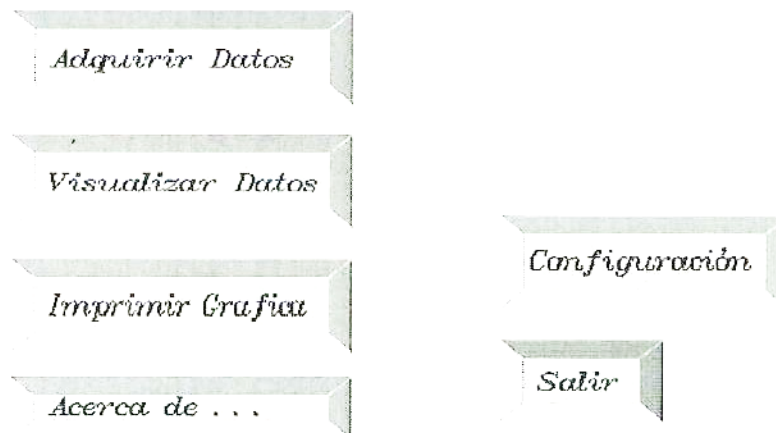 Adquirir Datos
Visualizar Datos
Imprimir Grafica
Acerca de . . .
Configuración
Salir